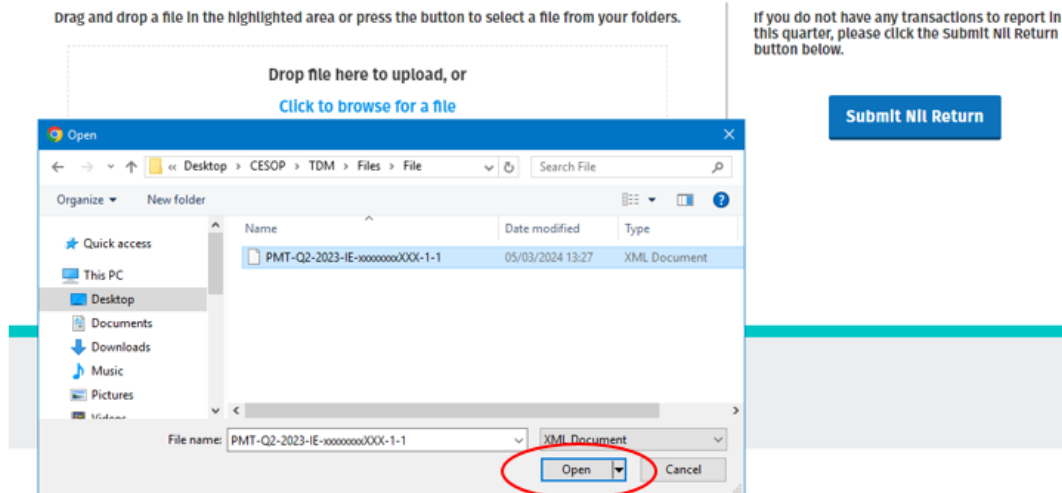 Drag and drop a file in the highlighted area or press the button to select a file from your folders.
If you do not have any transactions to report in
this quarter, please click the Submit Nil Return
button below.
Drop file here to upload, or
Click to browse for a file
Submit Nil Return
Open
« Desktop > CESOP > TDM > Files > File
Search File
Organize
New folder
Name
Date modified
Type
PMT-Q2-2023-IE-xxxxxxxXXX-1-1
05/03/2024 13:27
XML Document
Quick access
This PC
Desktop
Documents
Downloads
Music
Pictures
Videos
File name:
PMT-Q2-2023-IE-xxxxxxxXXX-1-1
XML Document
Open
Cancel